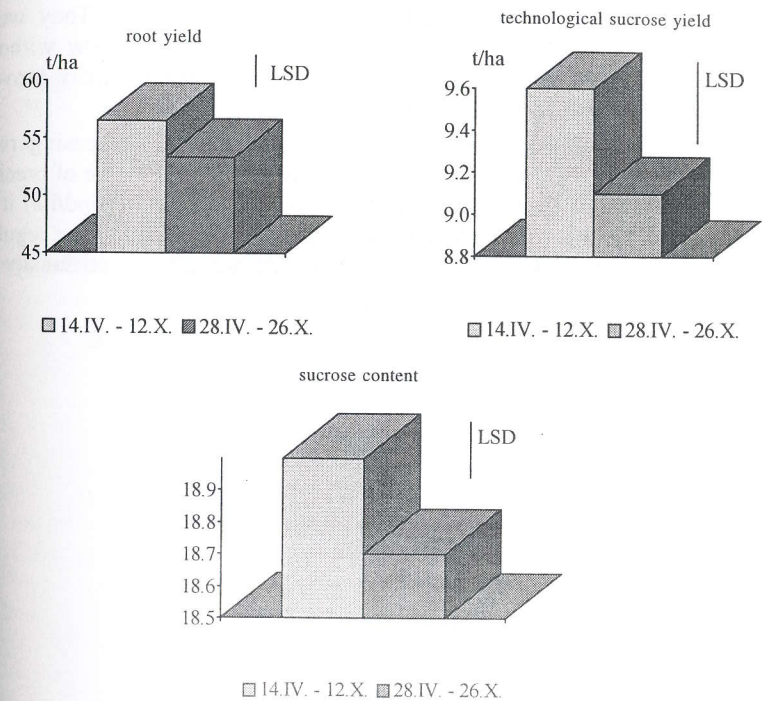 root yield
t/ha
LSD
60
55
50
45
14.IV. - 12.X. 28.IV. - 26.X.
technological sucrose yield
t/ha
LSD
9.6
9.4
9.2
9.0
8.8
14.IV. - 12.X. 28.IV. - 26.X.
sucrose content
LSD
18.9
18.8
18.7
18.6
18.5
14.IV. - 12.X. 28.IV. - 26.X.